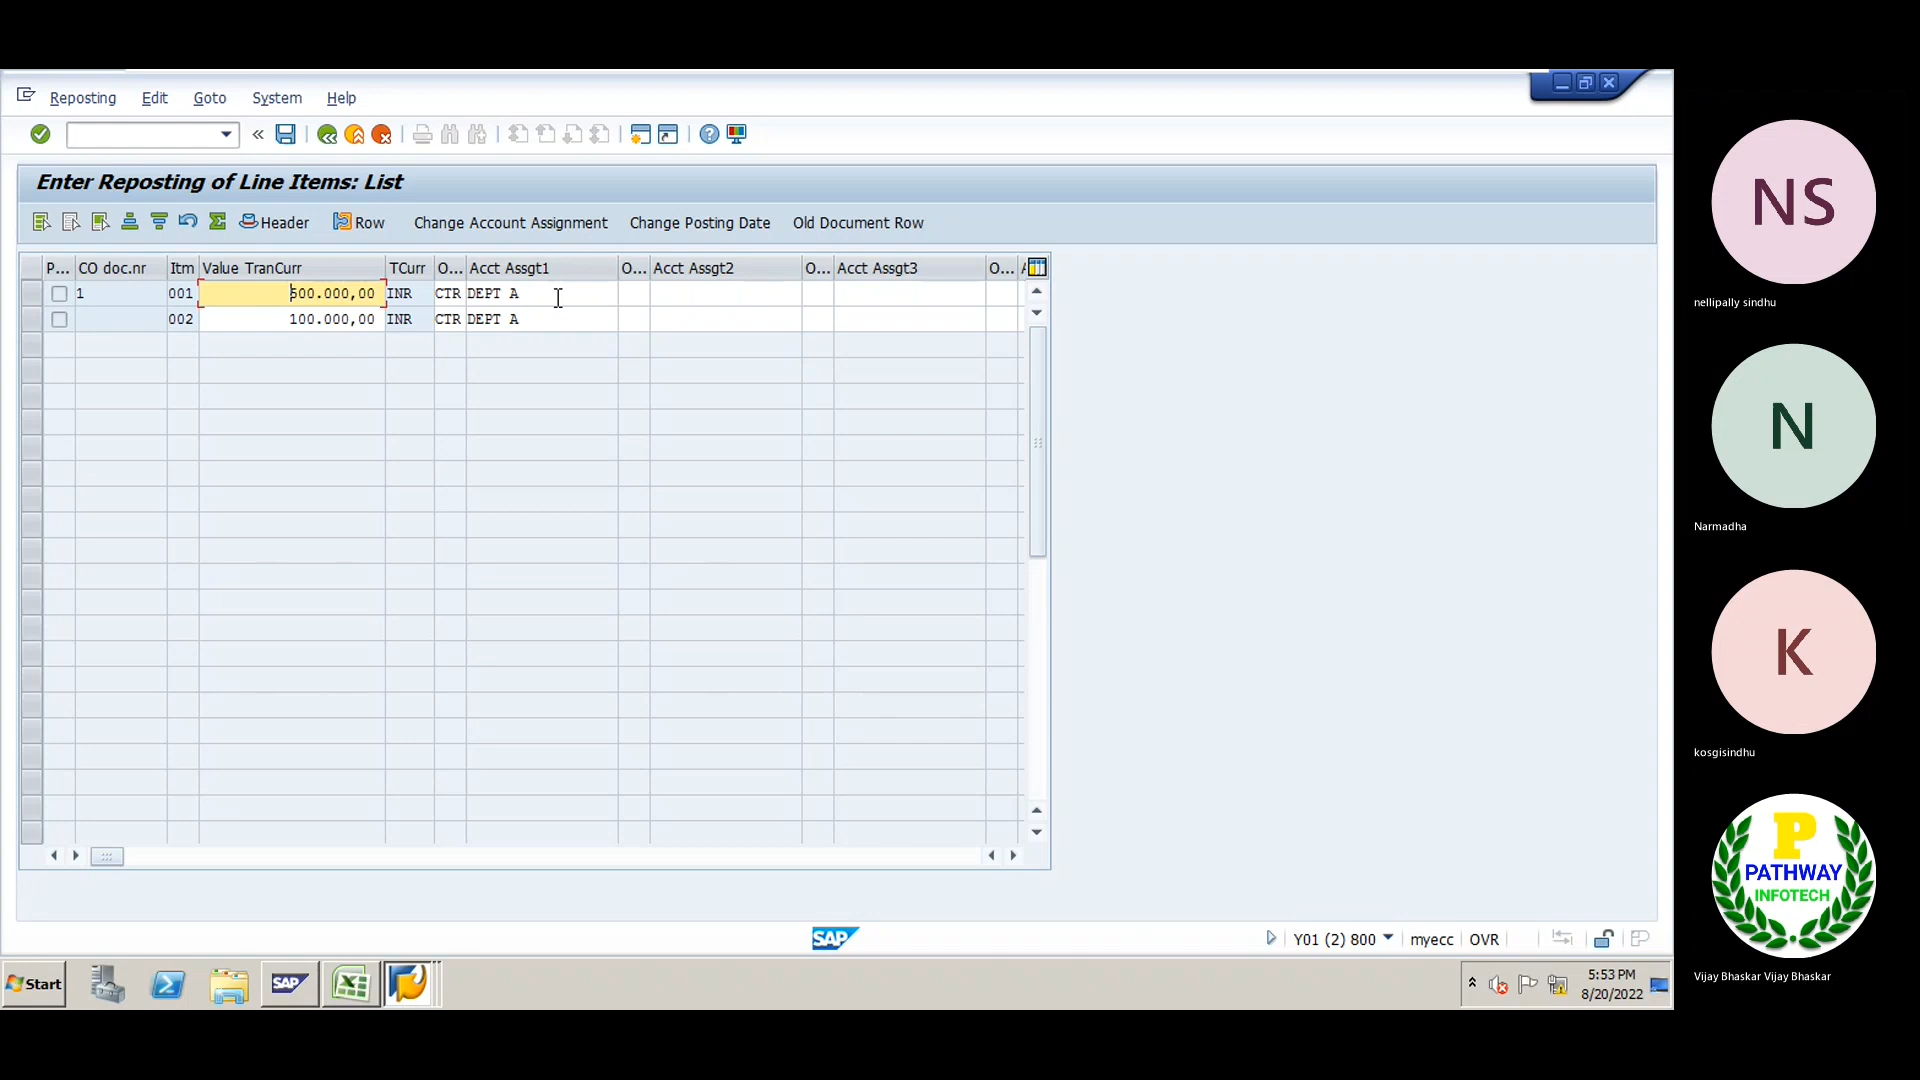 Reporting Edit Goto System Help
Enter Reposting of Line Items: List
Header Row Change Account Assignment Change Posting Date Old Document Row
P... CO doc.nr Itm Value TranCurr TCurr O... Acct Assgt1 O... Acct Assgt2 O... Acct Assgt3 O... A
1 001 500.000,00 INR CTR DEPT A
002 100.000,00 INR CTR DEPT A
SAP
Y01 (2) 800 myecc OVR
Start SAP
5:53 PM
8/20/2022
NS
nellipally sindhu
N
Narmadha
K
kosgisindhu
P
PATHWAY
INFOTECH
Vijay Bhaskar Vijay Bhaskar